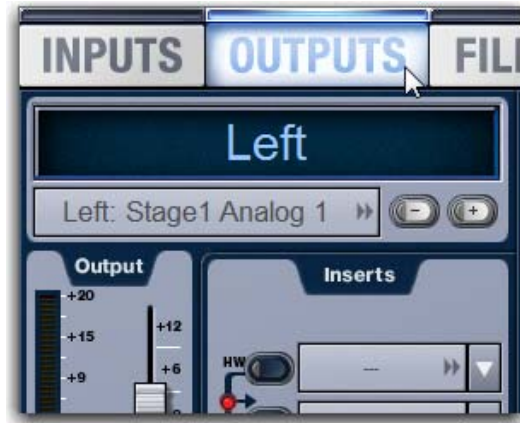 INPUTS OUTPUTS
Left
Left: Stage1 Analog 1
Output Inserts
+20
+12
+15
+6
HW
+9